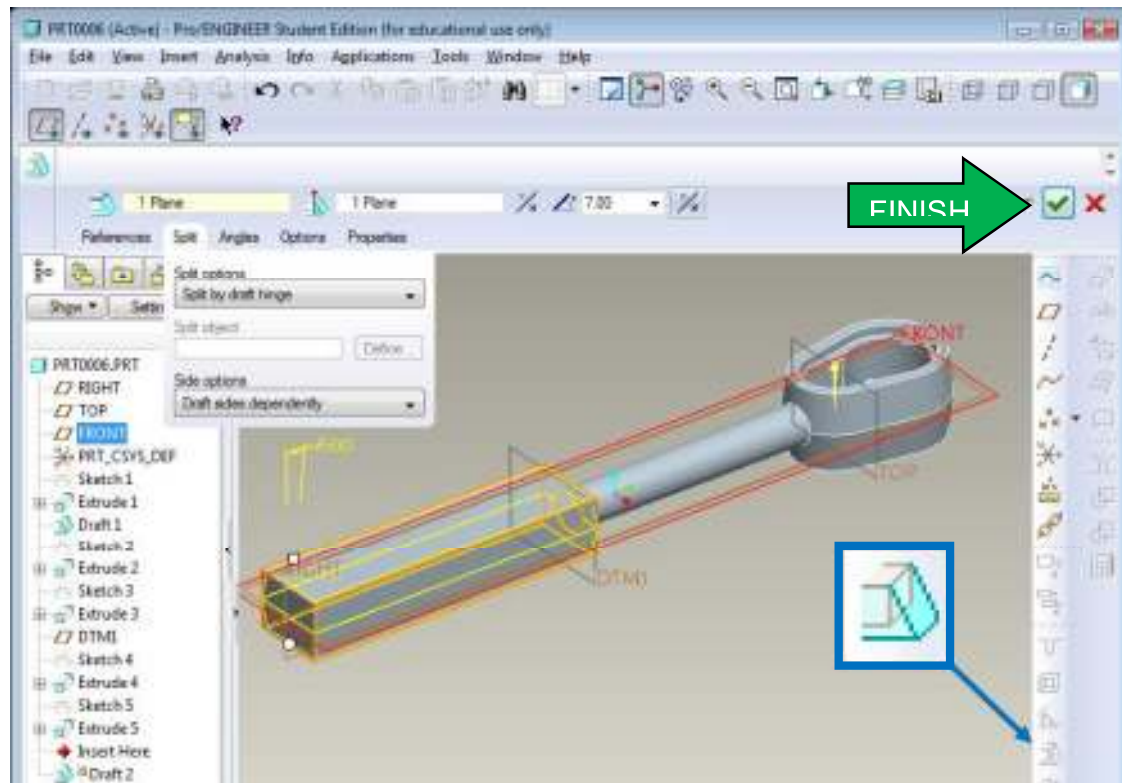 PRT0006 (Active) - Pro/ENGINEER Student Edition (for educational use only)
File Edit View Insert Analysis Info Applications Tools Window Help
1 Plane 1 Plane 7.00
FINISH
References Split Angles Options Properties
Split options
Split by draft hinge
Split object
Define...
Side options
Draft sides dependently
Show
PRT0006.PRT
RIGHT
TOP
FRONT
PRT_CSYS_DEF
Sketch 1
Extrude 1
Draft 1
Sketch 2
Extrude 2
Sketch 3
Extrude 3
DTM1
Sketch 4
Extrude 4
Sketch 5
Extrude 5
Insert Here
Draft 2
FRONT
TOP
DTM1